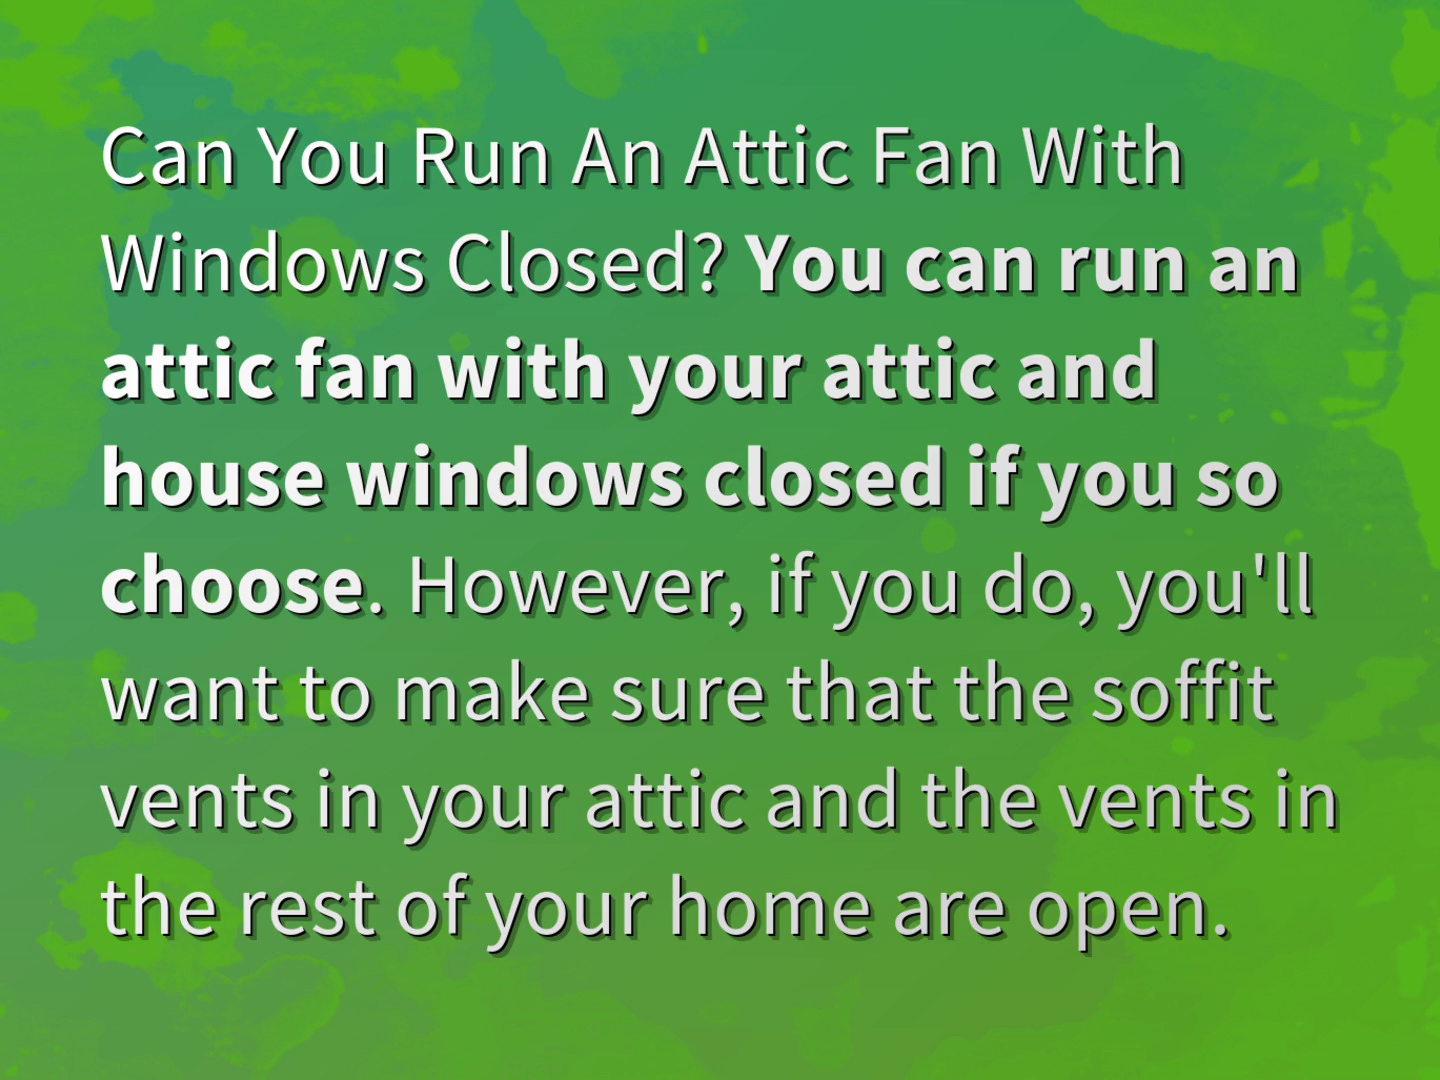 Can You Run An Attic Fan With
Windows Closed? You can run an
attic fan with your attic and
house windows closed if you so
choose. However, if you do, you'll
want to make sure that the soffit
vents in your attic and the vents in
the rest of your home are open.